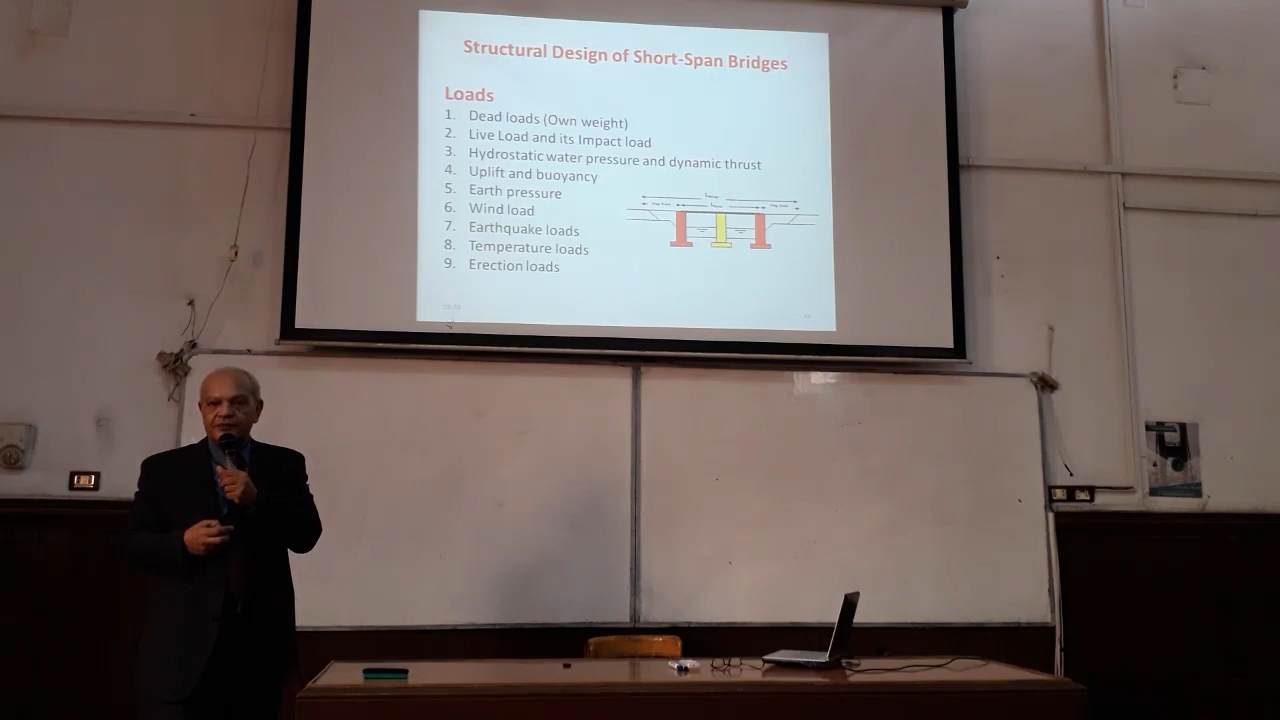 Structural Design of Short-Span Bridges
Loads
1. Dead loads (Own weight)
2. Live Load and its Impact load
3. Hydrostatic water pressure and dynamic thrust
4. Uplift and buoyancy
5. Earth pressure
6. Wind load
7. Earthquake loads
8. Temperature loads
9. Erection loads